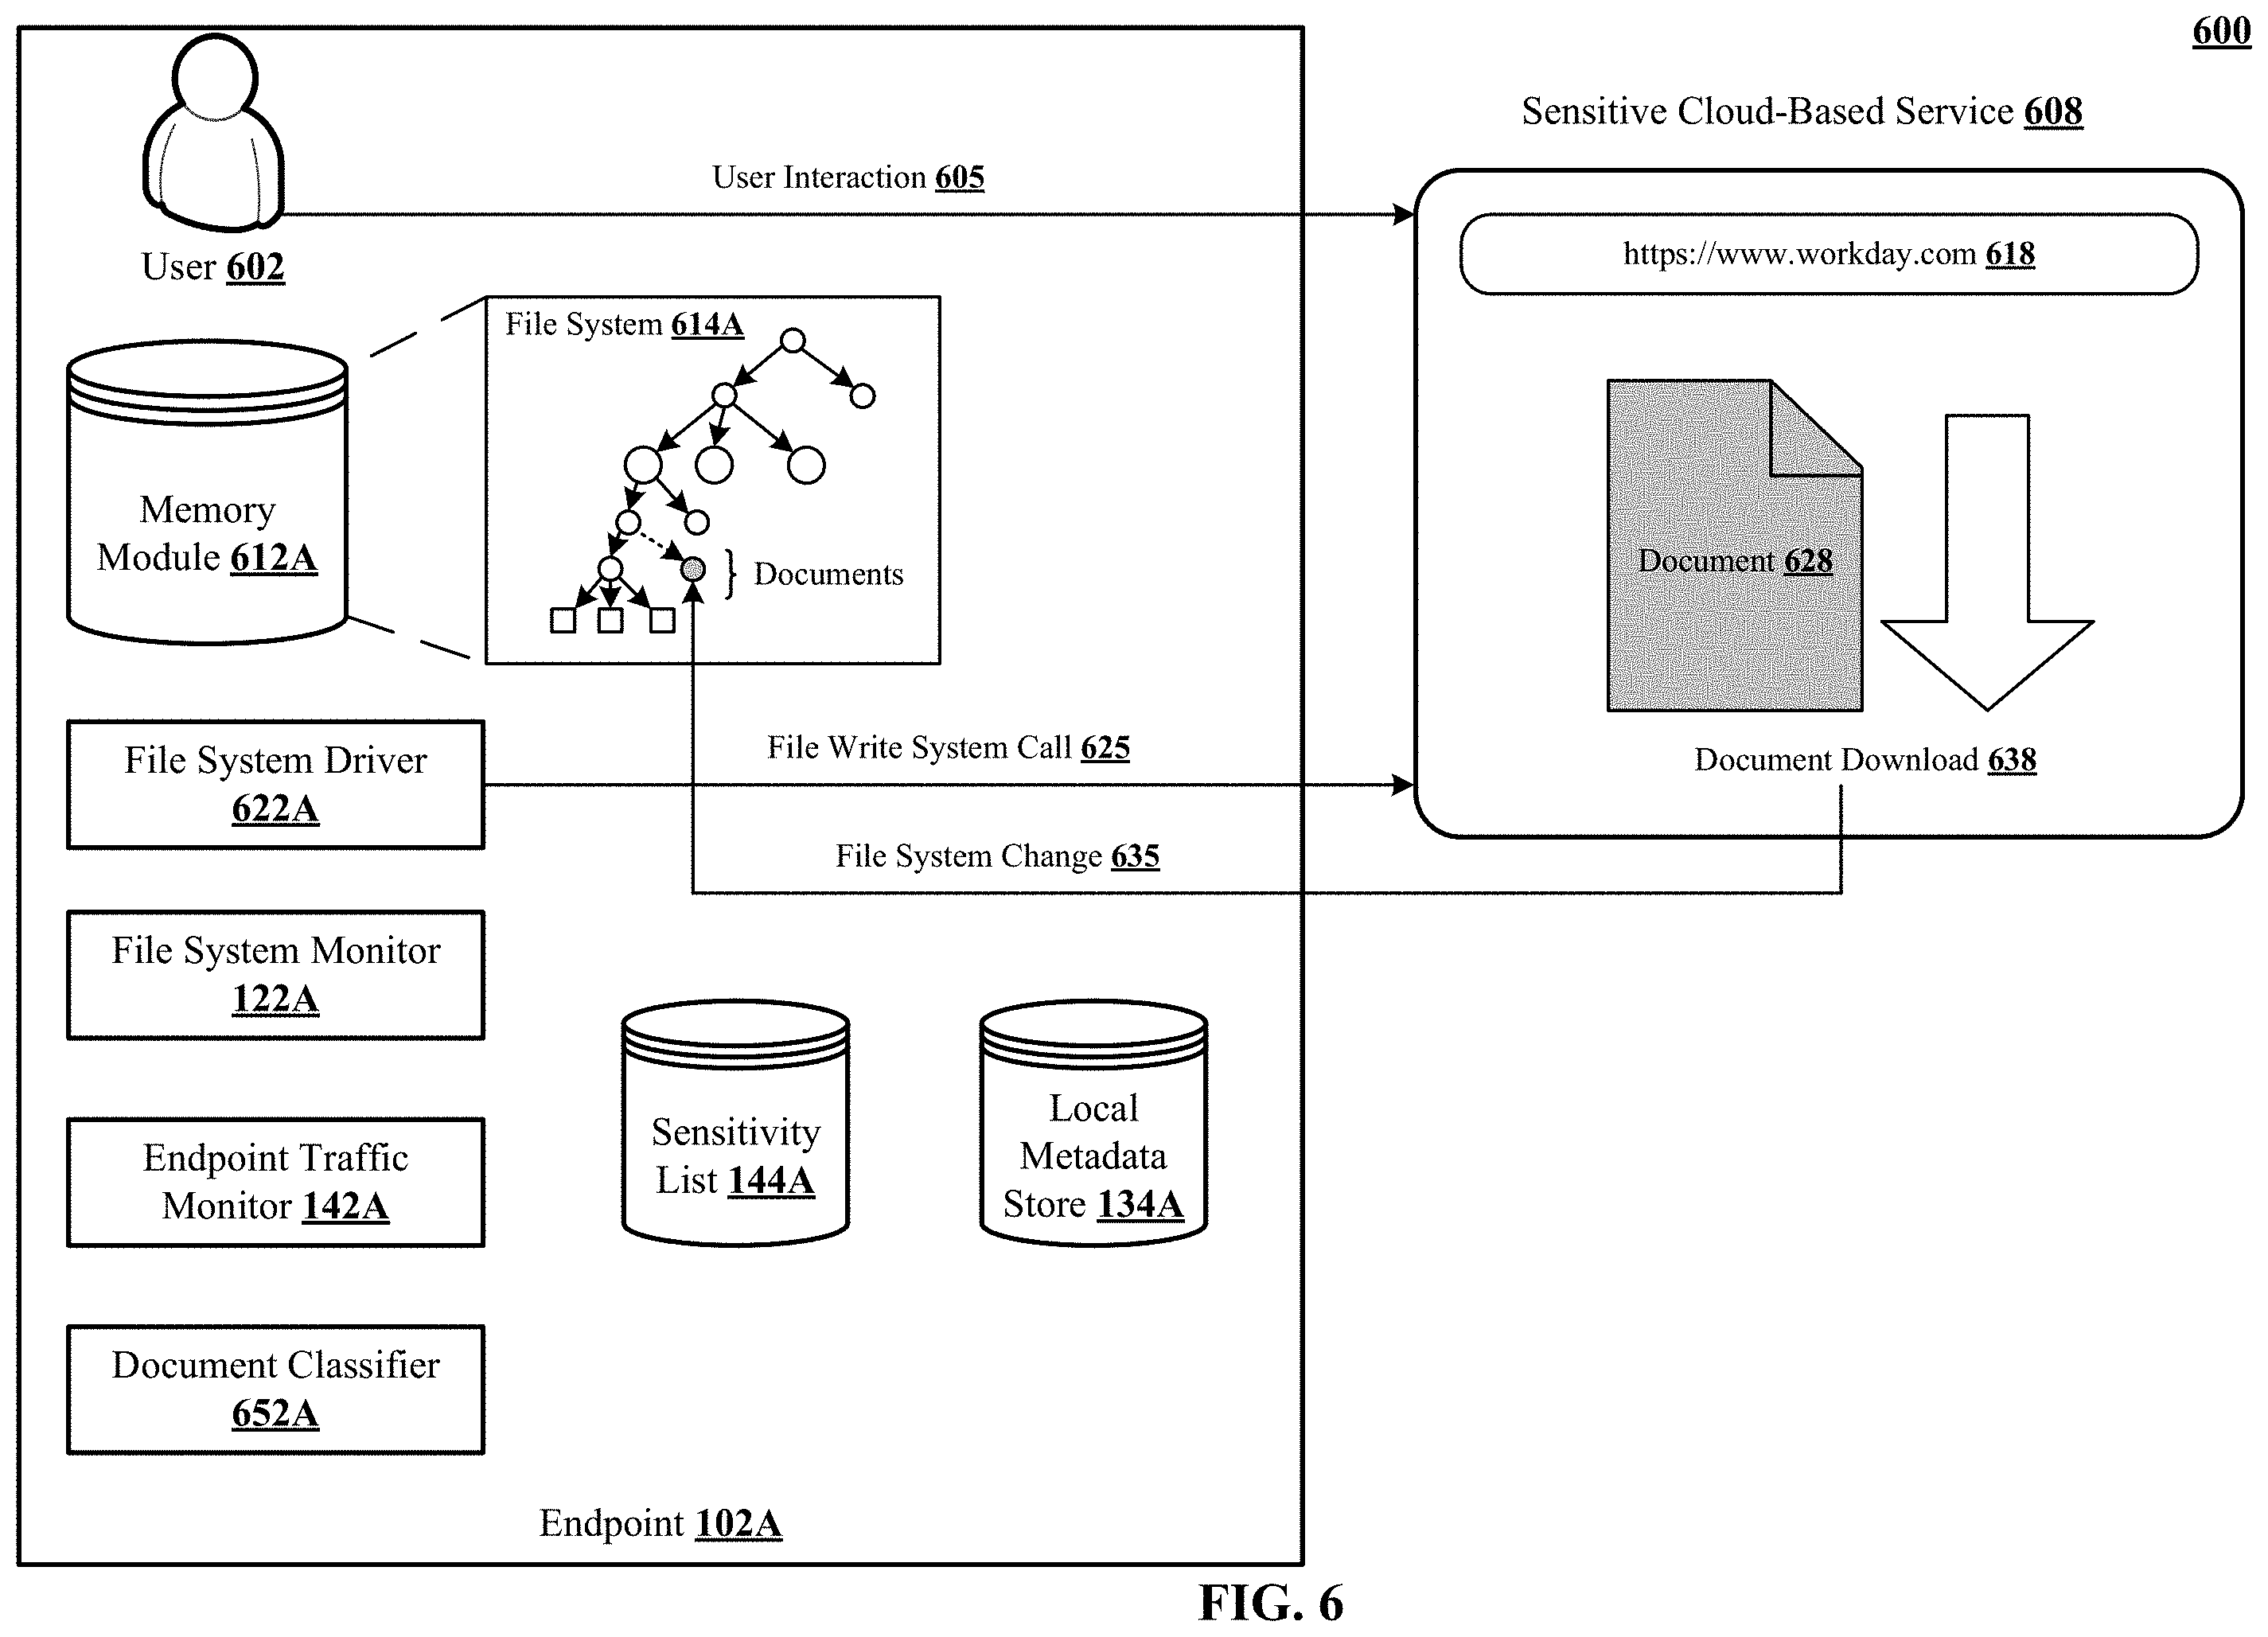 600
Sensitive Cloud-Based Service 608
User Interaction 605
https://www.workday.com 618
User 602
File System 614A
Memory
Module 612A
Documents
Document 628
File System Driver
622A
File Write System Call 625
Document Download 638
File System Change 635
File System Monitor
122A
Endpoint Traffic
Monitor 142A
Sensitivity
List 144A
Local
Metadata
Store 134A
Document Classifier
652A
Endpoint 102A
FIG. 6